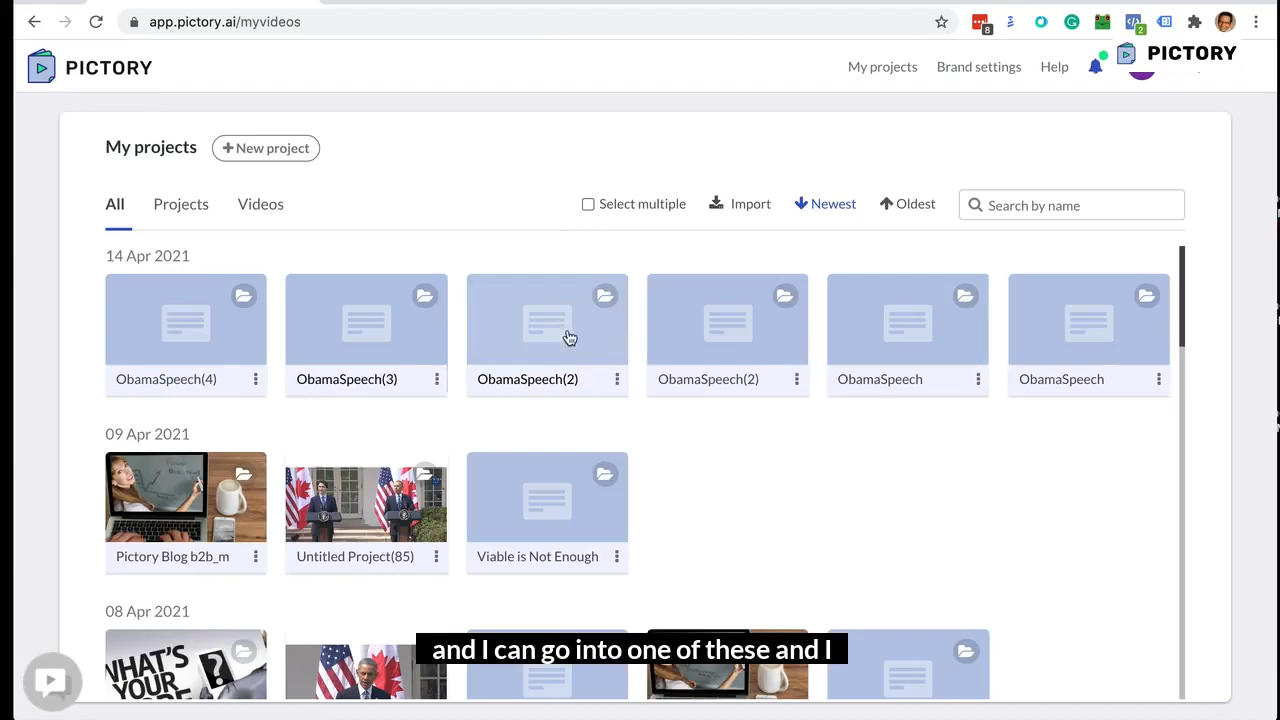 app.pictory.ai/myvideos
8
2
PICTORY
My projects
Brand settings
Help
PICTORY
My projects
+ New project
All
Projects
Videos
Select multiple
Import
Newest
Oldest
Search by name
14 Apr 2021
ObamaSpeech(4)
ObamaSpeech(3)
ObamaSpeech(2)
ObamaSpeech(2)
ObamaSpeech
ObamaSpeech
09 Apr 2021
Pictory Blog b2b_m
Untitled Project(85)
Viable is Not Enough
08 Apr 2021
WHAT'S
YOUR
?
and I can go into one of these and I